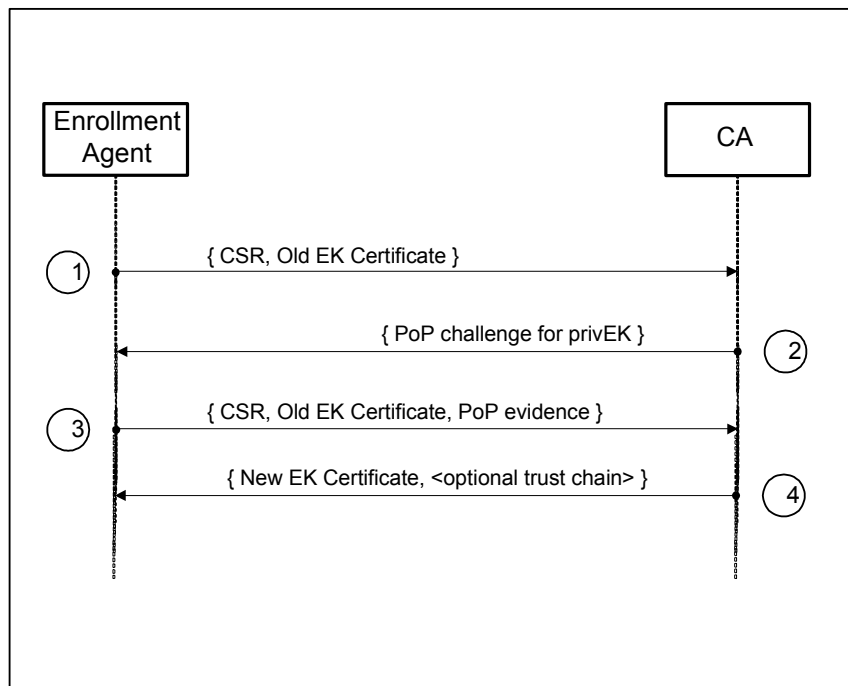 Enrollment
Agent
CA
1
{ CSR, Old EK Certificate }
{ PoP challenge for privEK }
2
3
{ CSR, Old EK Certificate, PoP evidence }
{ New EK Certificate, <optional trust chain> }
4